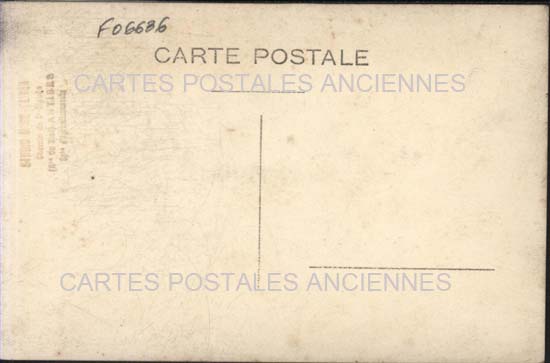 F06686
CARTE POSTALE
CARTES POSTALES ANCIENNES
CARTES POSTALES ANCIENNES